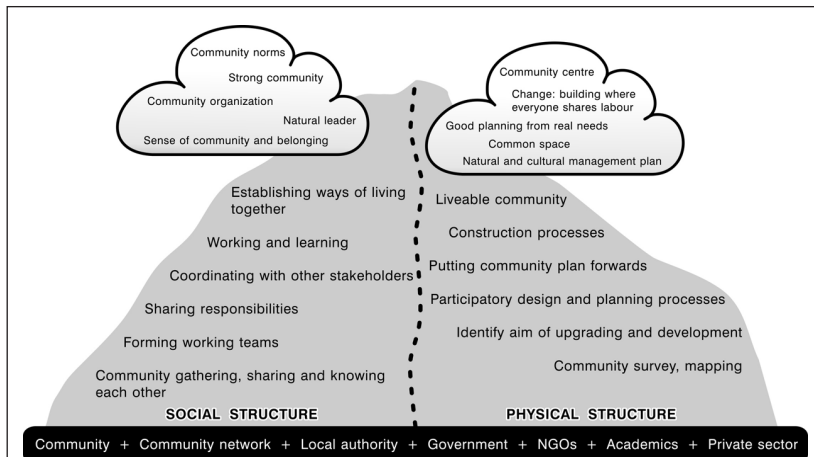 Community norms
Strong community
Community organization
Natural leader
Sense of community and belonging
Community centre
Change: building where
everyone shares labour
Good planning from real needs
Common space
Natural and cultural management plan
Establishing ways of living
together
Working and learning
Coordinating with other stakeholders
Sharing responsibilities
Forming working teams
Community gathering, sharing and knowing
each other
SOCIAL STRUCTURE
Liveable community
Construction processes
Putting community plan forwards
Participatory design and planning processes
Identify aim of upgrading and development
Community survey, mapping
PHYSICAL STRUCTURE
Community + Community network + Local authority + Government + NGOs + Academics + Private sector